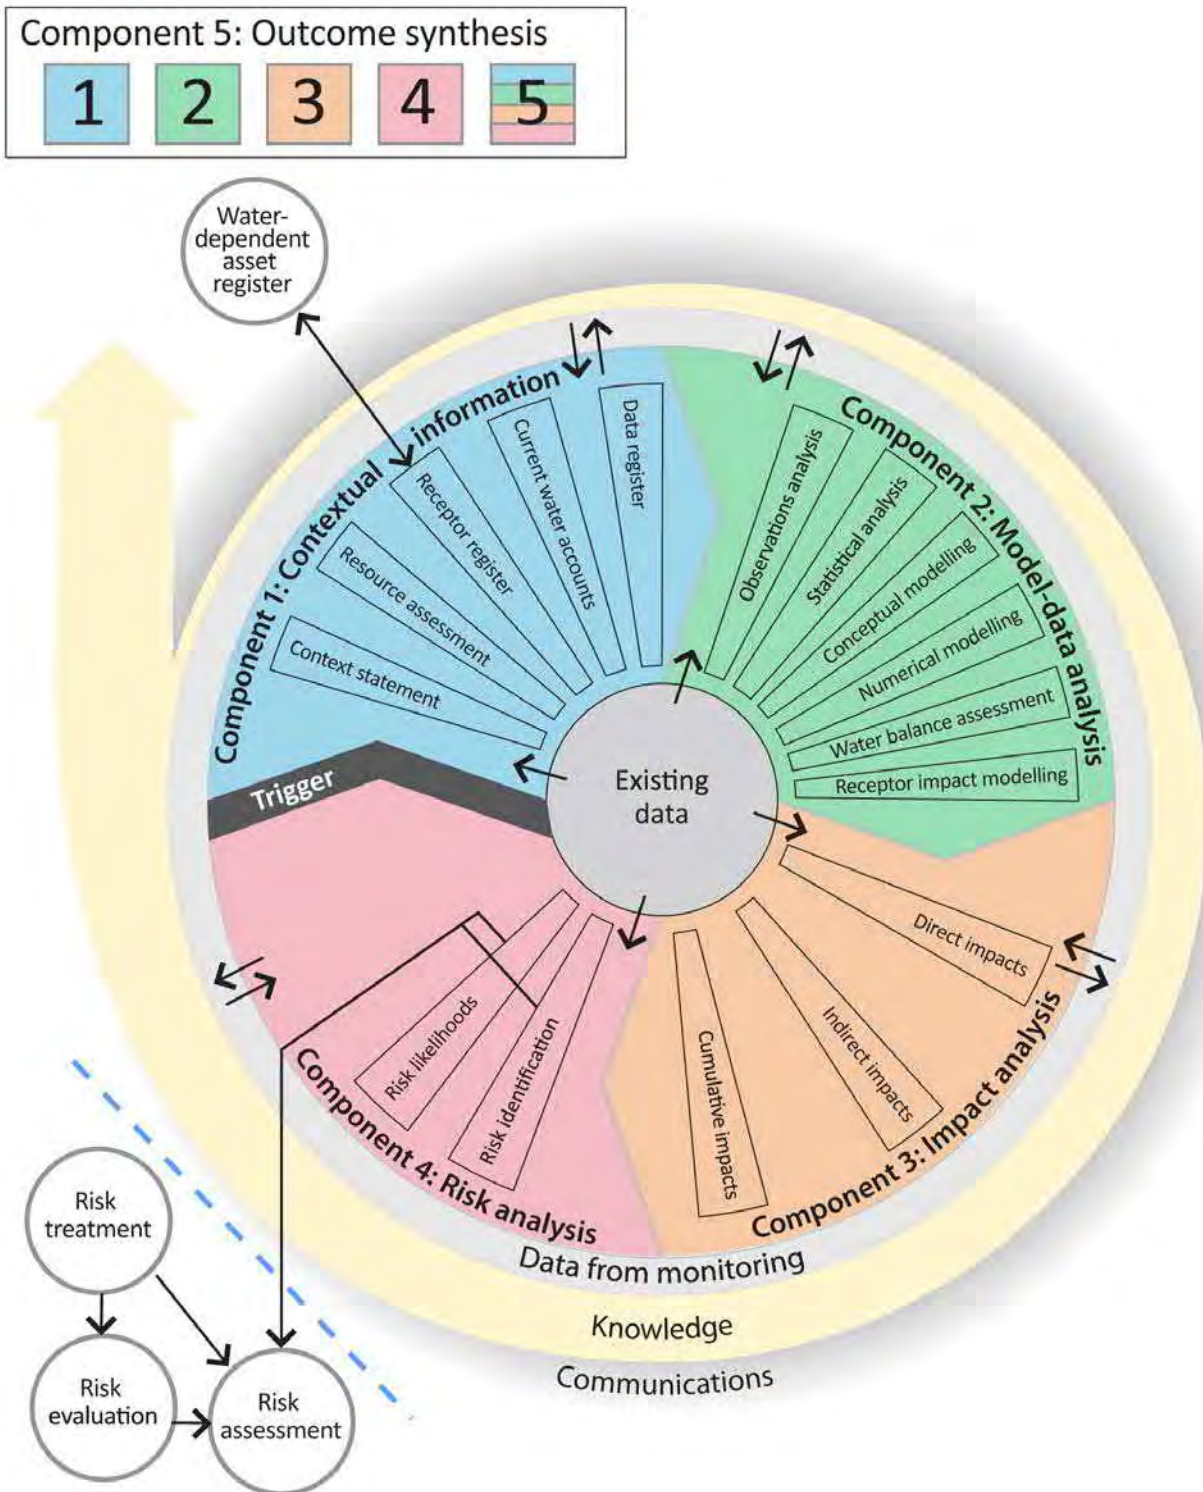 Component 5: Outcome synthesis
1
2
3
4
5
Water-
dependent
asset
register
Component 1: Contextual information
Context statement
Resource assessment
Receptor register
Current water accounts
Data register
Component 2: Model-data analysis
Observations analysis
Statistical analysis
Conceptual modelling
Numerical modelling
Water balance assessment
Receptor impact modelling
Trigger
Existing
data
Component 3: Impact analysis
Direct impacts
Indirect impacts
Cumulative impacts
Component 4: Risk analysis
Risk identification
Risk likelihoods
Data from monitoring
Knowledge
Communications
Risk
treatment
Risk
evaluation
Risk
assessment